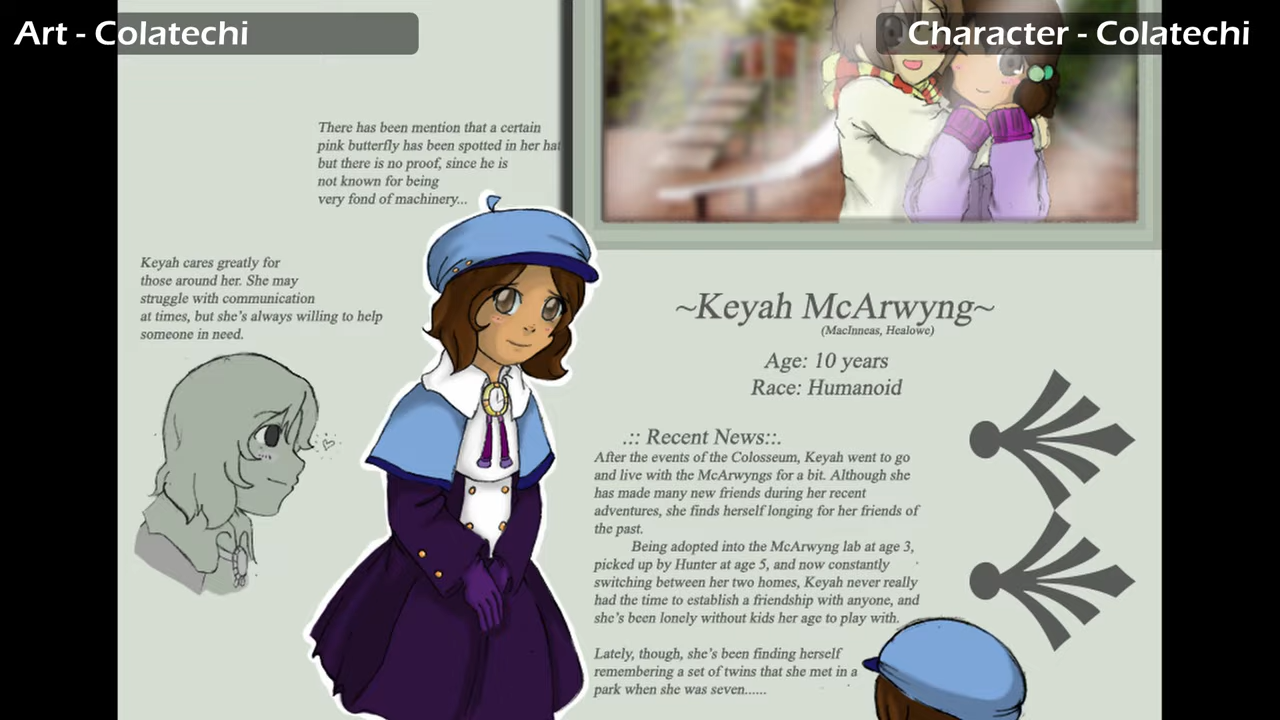 Art - Colatechi
Character - Colatechi
There has been mention that a certain
pink butterfly has been spotted in her hat
but there is no proof, since he is
not known for being
very fond of machinery...
Keyah cares greatly for
those around her. She may
struggle with communication
at times, but she's always willing to help
someone in need.
~Keyah McArwyng~
(MacInneas, Healowe)
Age: 10 years
Race: Humanoid
.:: Recent News::.
After the events of the Colosseum, Keyah went to go
and live with the McArwyngs for a bit. Although she
has made many new friends during her recent
adventures, she finds herself longing for her friends of
the past.
Being adopted into the McArwyng lab at age 3,
picked up by Hunter at age 5, and now constantly
switching between her two homes, Keyah never really
had the time to establish a friendship with anyone, and
she's been lonely without kids her age to play with.
Lately, though, she's been finding herself
remembering a set of twins that she met in a
park when she was seven......